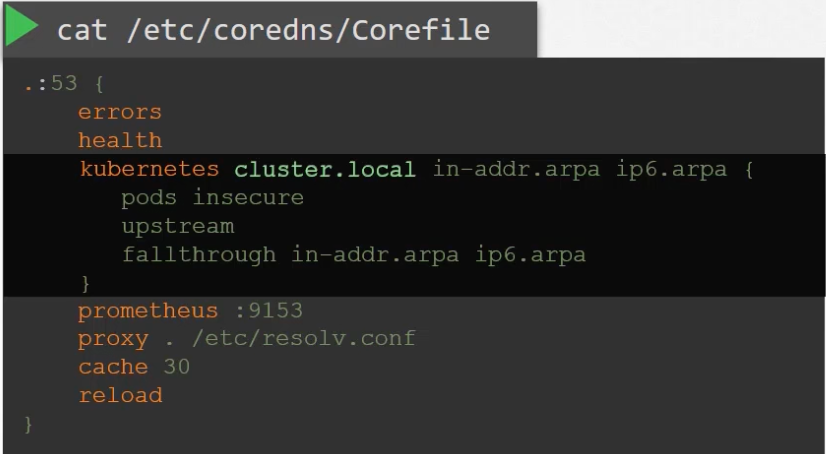 cat /etc/coredns/Corefile
.:53 {
errors
health
kubernetes cluster.local in-addr.arpa ip6.arpa {
pods insecure
upstream
fallthrough in-addr.arpa ip6.arpa
}
prometheus :9153
proxy . /etc/resolv.conf
cache 30
reload
}